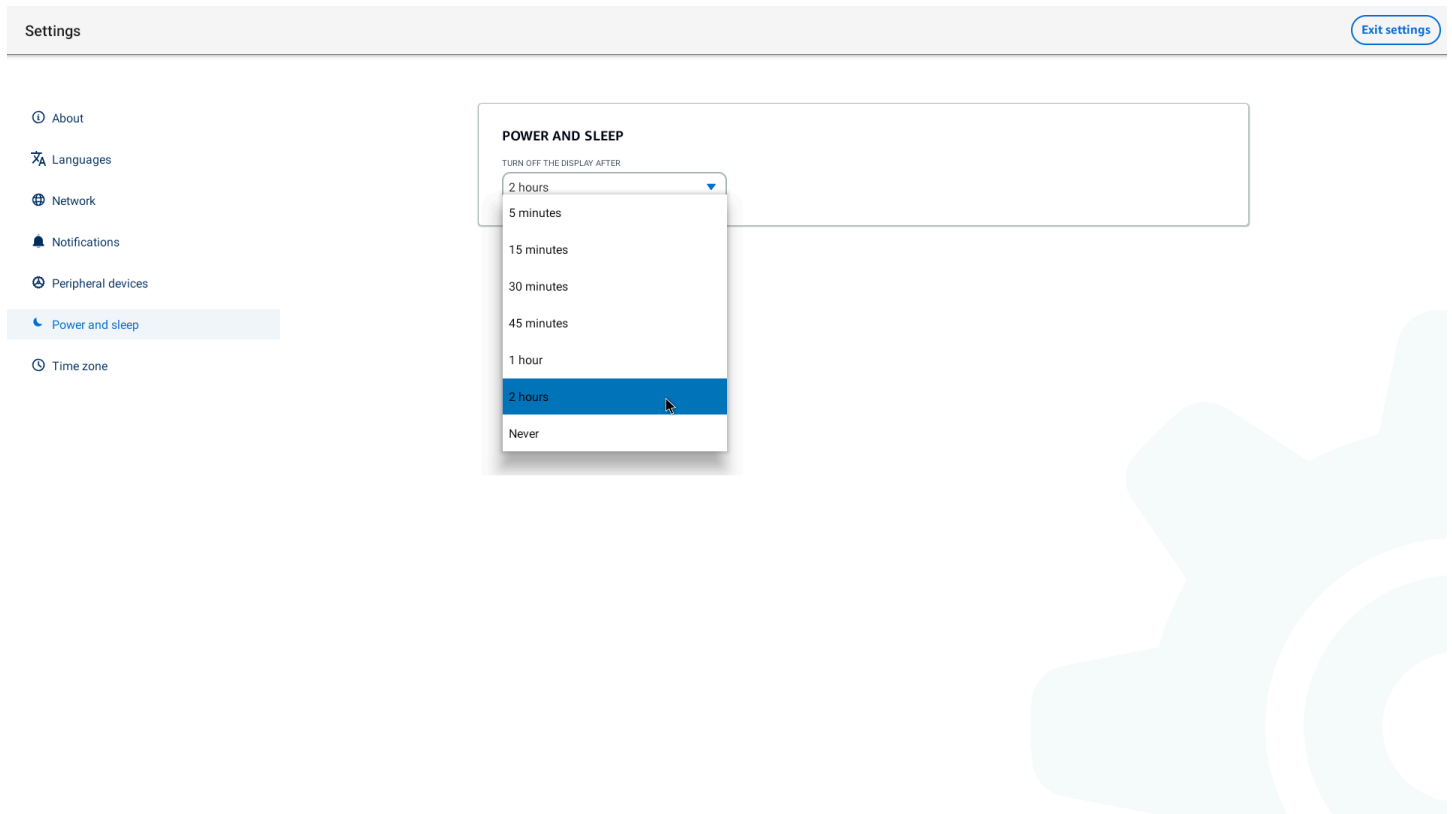 Settings
Exit settings
About
Languages
Network
Notifications
Peripheral devices
Power and sleep
Time zone
POWER AND SLEEP
TURN OFF THE DISPLAY AFTER
2 hours
5 minutes
15 minutes
30 minutes
45 minutes
1 hour
2 hours
Never